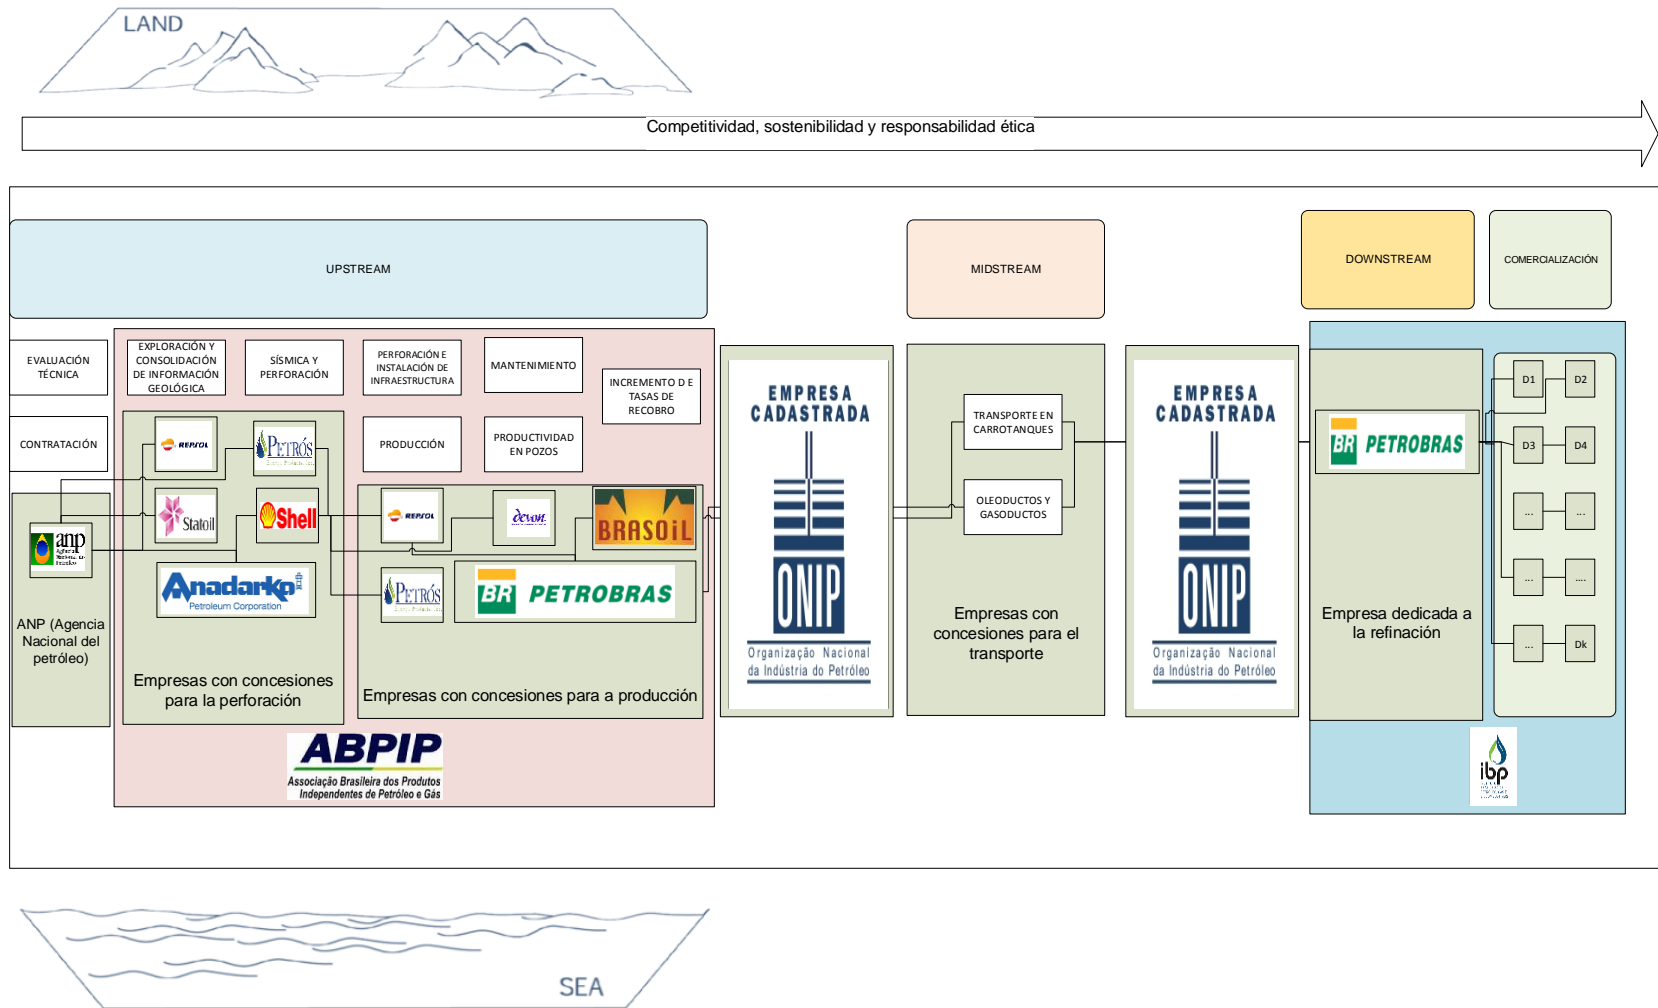 LAND
Competitividad, sostenibilidad y responsabilidad ética
UPSTREAM
MIDSTREAM
DOWNSTREAM
COMERCIALIZACIÓN
EVALUACIÓN
TÉCNICA
CONTRATACIÓN
EXPLORACIÓN Y
CONSOLIDACIÓN
DE INFORMACIÓN
GEOLÓGICA
SÍSMICA Y
PERFORACIÓN
PERFORACIÓN E
INSTALACIÓN DE
INFRAESTRUCTURA
MANTENIMIENTO
INCREMENTO D E
TASAS DE
RECOBRO
PRODUCCIÓN
PRODUCTIVIDAD
EN POZOS
anp
Agência
Nacional do
Petróleo
ANP (Agencia
Nacional del
petróleo)
REPSOL
PETRÓS
Statoil
Shell
Anadarko
Petroleum Corporation
Empresas con concesiones
para la perforación
REPSOL
devon
BRASOiL
PETRÓS
BR PETROBRAS
Empresas con concesiones para a producción
ABPIP
Associação Brasileira dos Produtos
Independentes de Petróleo e Gás
EMPRESA
CADASTRADA
ONIP
Organização Nacional
da Indústria do Petróleo
TRANSPORTE EN
CARROTANQUES
OLEODUCTOS Y
GASODUCTOS
Empresas con
concesiones para el
transporte
EMPRESA
CADASTRADA
ONIP
Organização Nacional
da Indústria do Petróleo
BR PETROBRAS
Empresa dedicada a
la refinación
D1 D2
D3 D4
... ...
... ....
... Dk
ibp
SEA